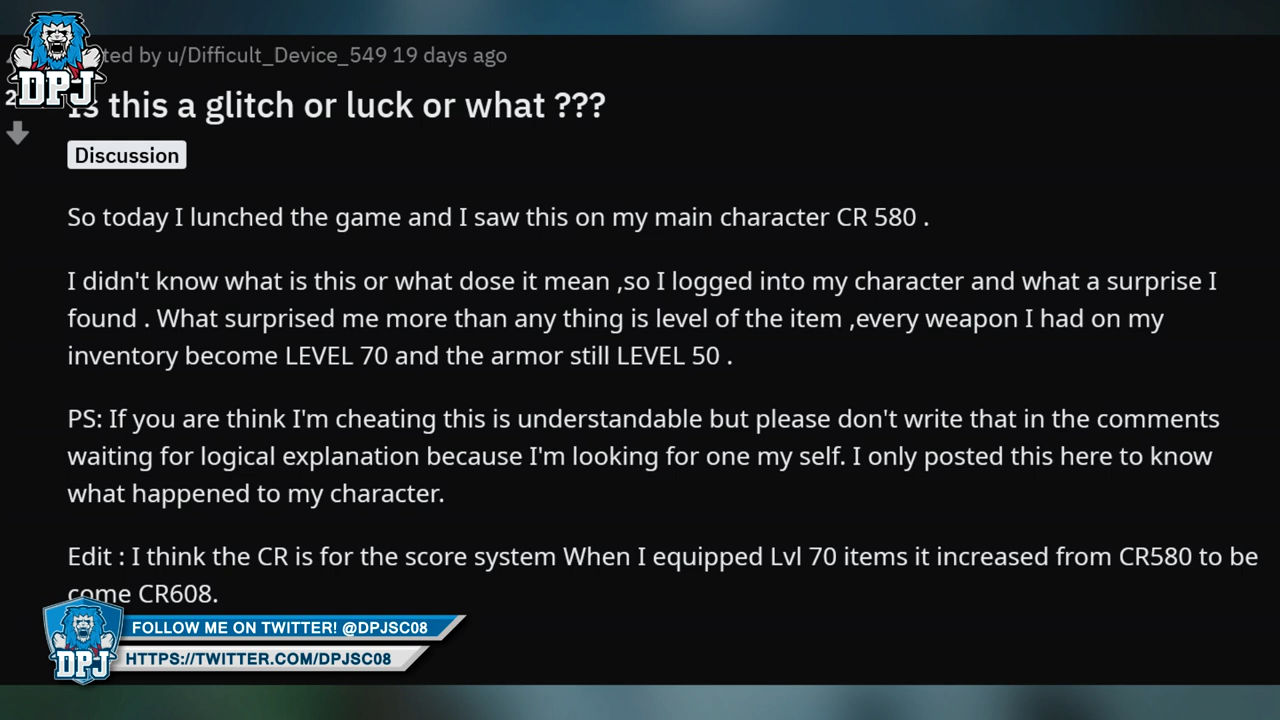 DPJ
ted by u/Difficult_Device_549 19 days ago
2
Is this a glitch or luck or what ???
Discussion
So today I lunched the game and I saw this on my main character CR 580 .
I didn't know what is this or what dose it mean ,so I logged into my character and what a surprise I
found . What surprised me more than any thing is level of the item ,every weapon I had on my
inventory become LEVEL 70 and the armor still LEVEL 50 .
PS: If you are think I'm cheating this is understandable but please don't write that in the comments
waiting for logical explanation because I'm looking for one my self. I only posted this here to know
what happened to my character.
Edit : I think the CR is for the score system When I equipped Lvl 70 items it increased from CR580 to be
come CR608.
FOLLOW ME ON TWITTER! @DPJSC08
DPJ
HTTPS://TWITTER.COM/DPJSC08